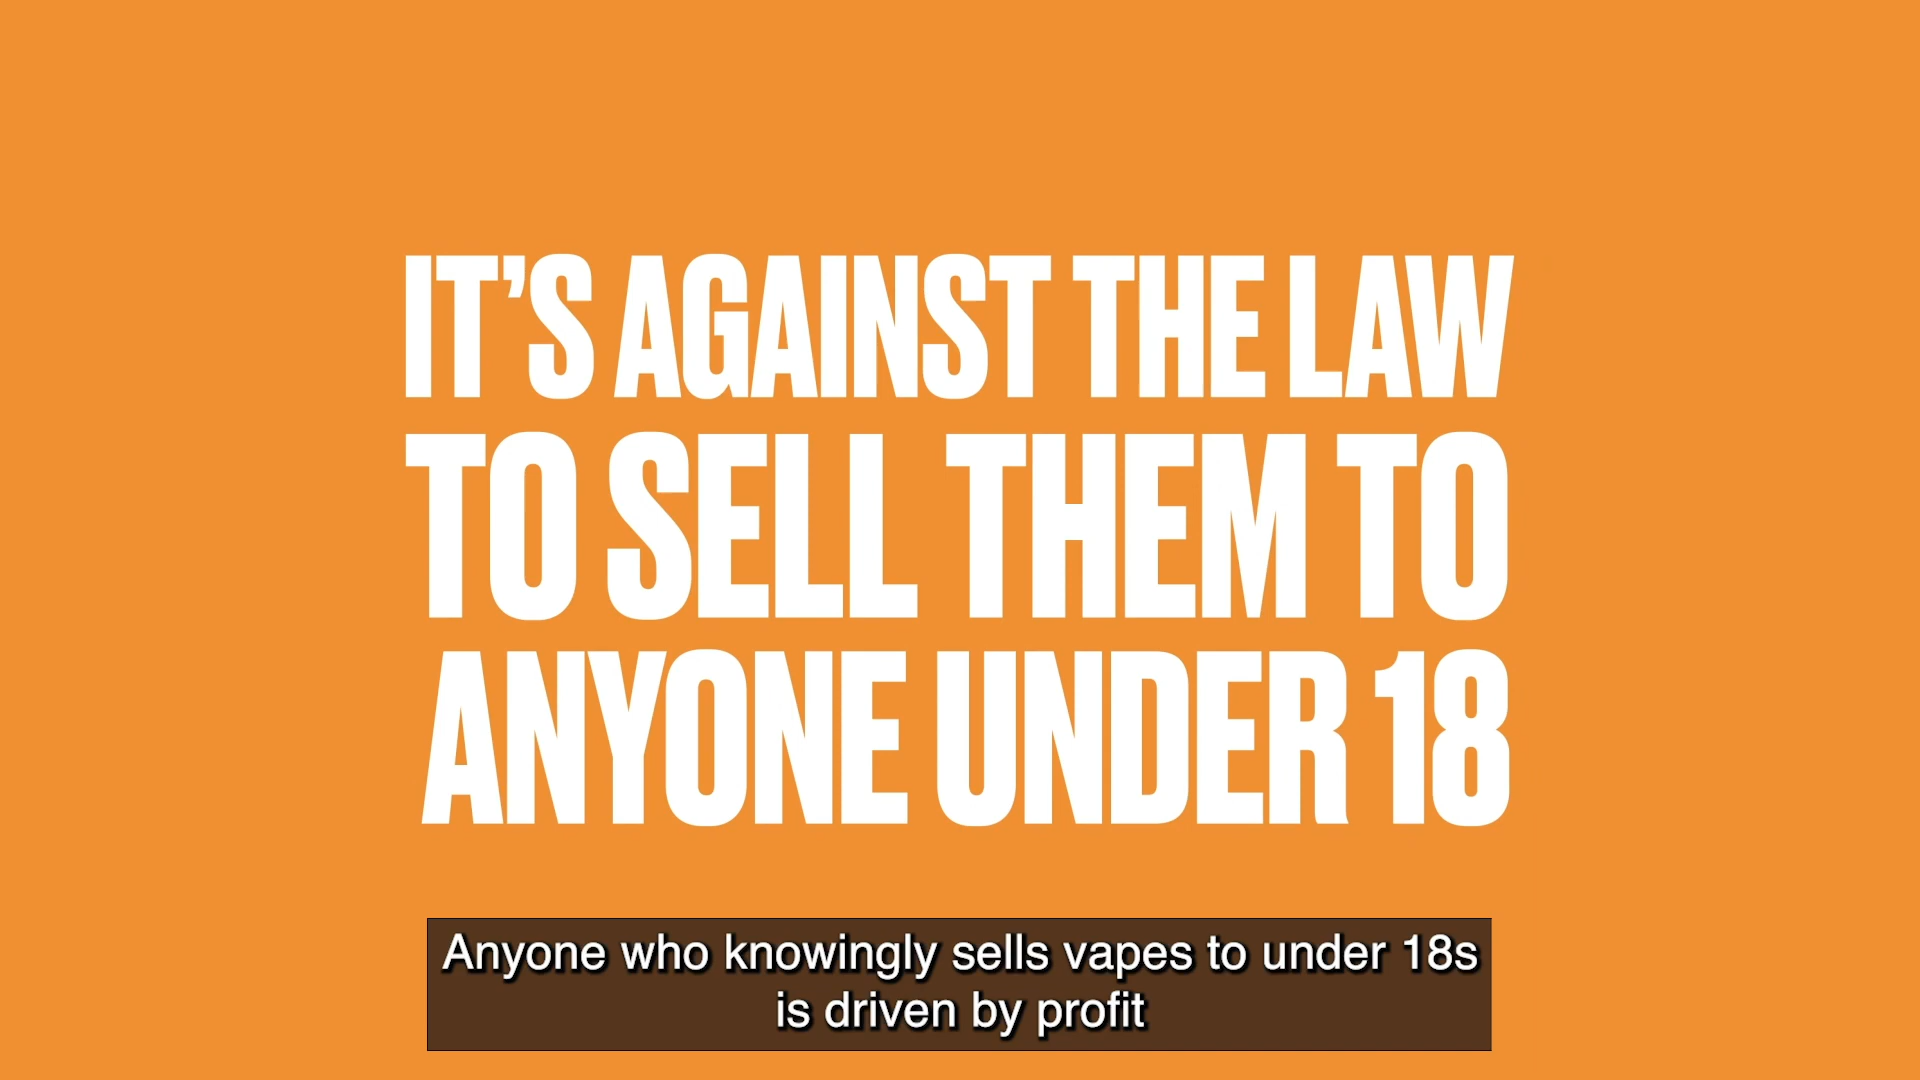 IT'S AGAINST THE LAW
TO SELL THEM TO
ANYONE UNDER 18
Anyone who knowingly sells vapes to under 18s
is driven by profit